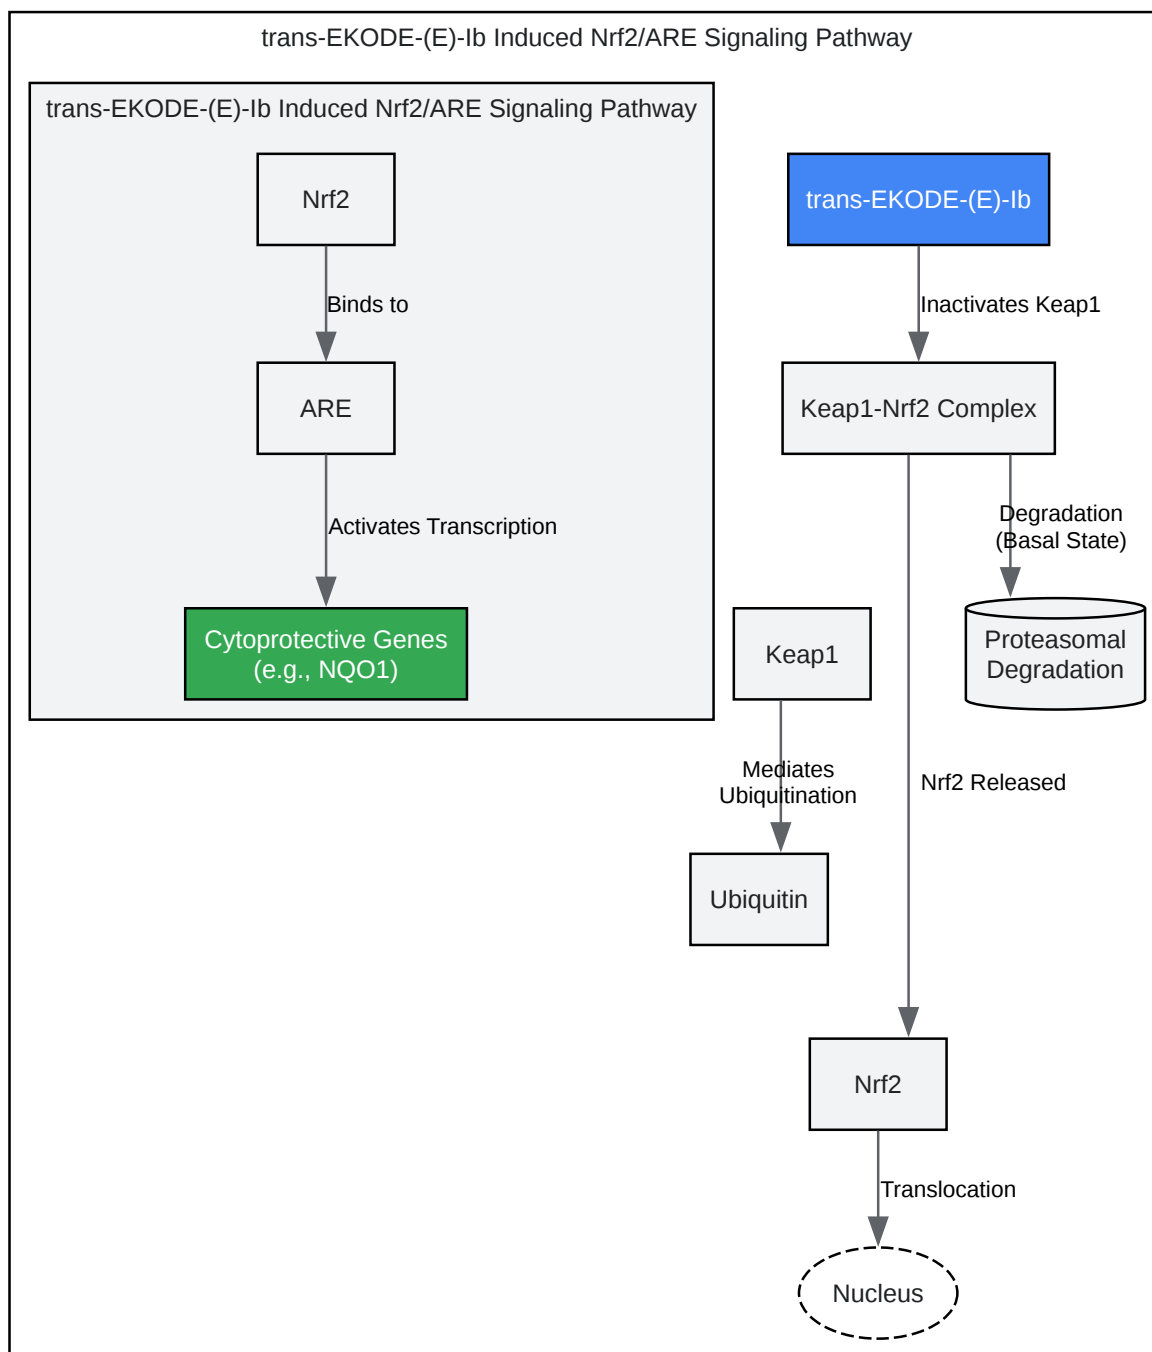 trans-EKODE-(E)-Ib Induced Nrf2/ARE Signaling Pathway
trans-EKODE-(E)-Ib Induced Nrf2/ARE Signaling Pathway
Nrf2
Binds to
ARE
Activates Transcription
Cytoprotective Genes
(e.g., NQO1)
trans-EKODE-(E)-Ib
Inactivates Keap1
Keap1-Nrf2 Complex
Degradation
(Basal State)
Proteasomal
Degradation
Keap1
Mediates
Ubiquitination
Ubiquitin
Nrf2 Released
Nrf2
Translocation
Nucleus